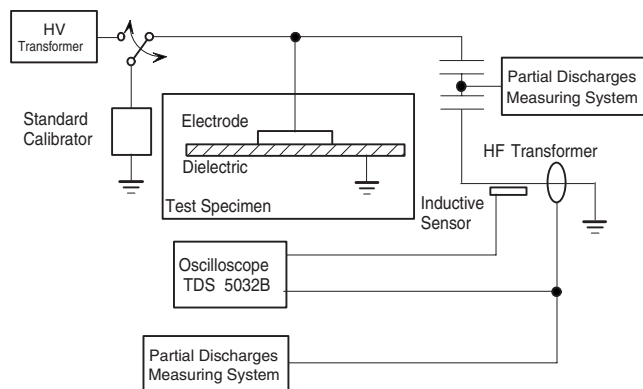 HV
Transformer
Standard
Calibrator
Electrode
Dielectric
Test Specimen
Partial Discharges
Measuring System
HF Transformer
Inductive
Sensor
Oscilloscope
TDS 5032B
Partial Discharges
Measuring System